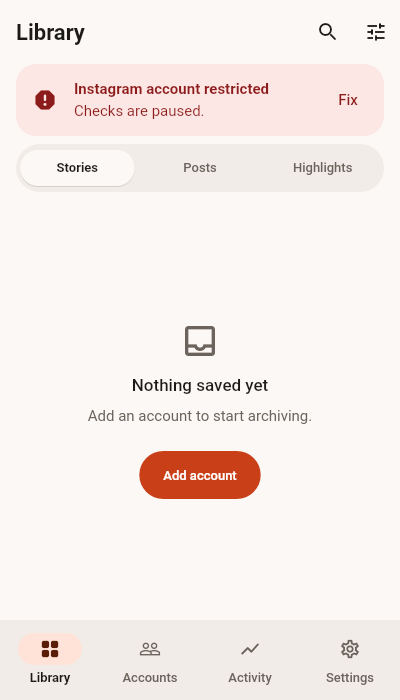 Library
Instagram account restricted
Checks are paused.
Fix
Stories
Posts
Highlights
Nothing saved yet
Add an account to start archiving.
Add account
Library
Accounts
Activity
Settings